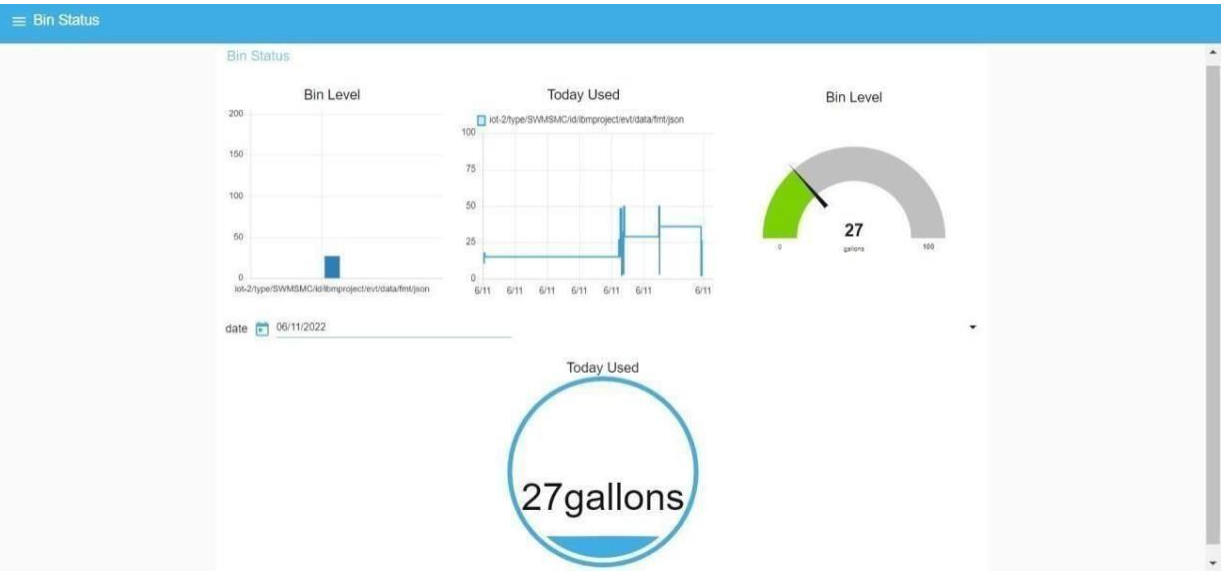 Bin Status
Bin Status
Bin Level
200
150
100
50
0
iot-2/type/SWMSMC/id/ibmproject/evt/data/fmt/json
Today Used
iot-2/type/SWMSMC/id/ibmproject/evt/data/fmt/json
100
75
50
25
0
6/11 6/11 6/11 6/11 6/11 6/11 6/11
Bin Level
27
gallons
0 100
date 06/11/2022
Today Used
27gallons